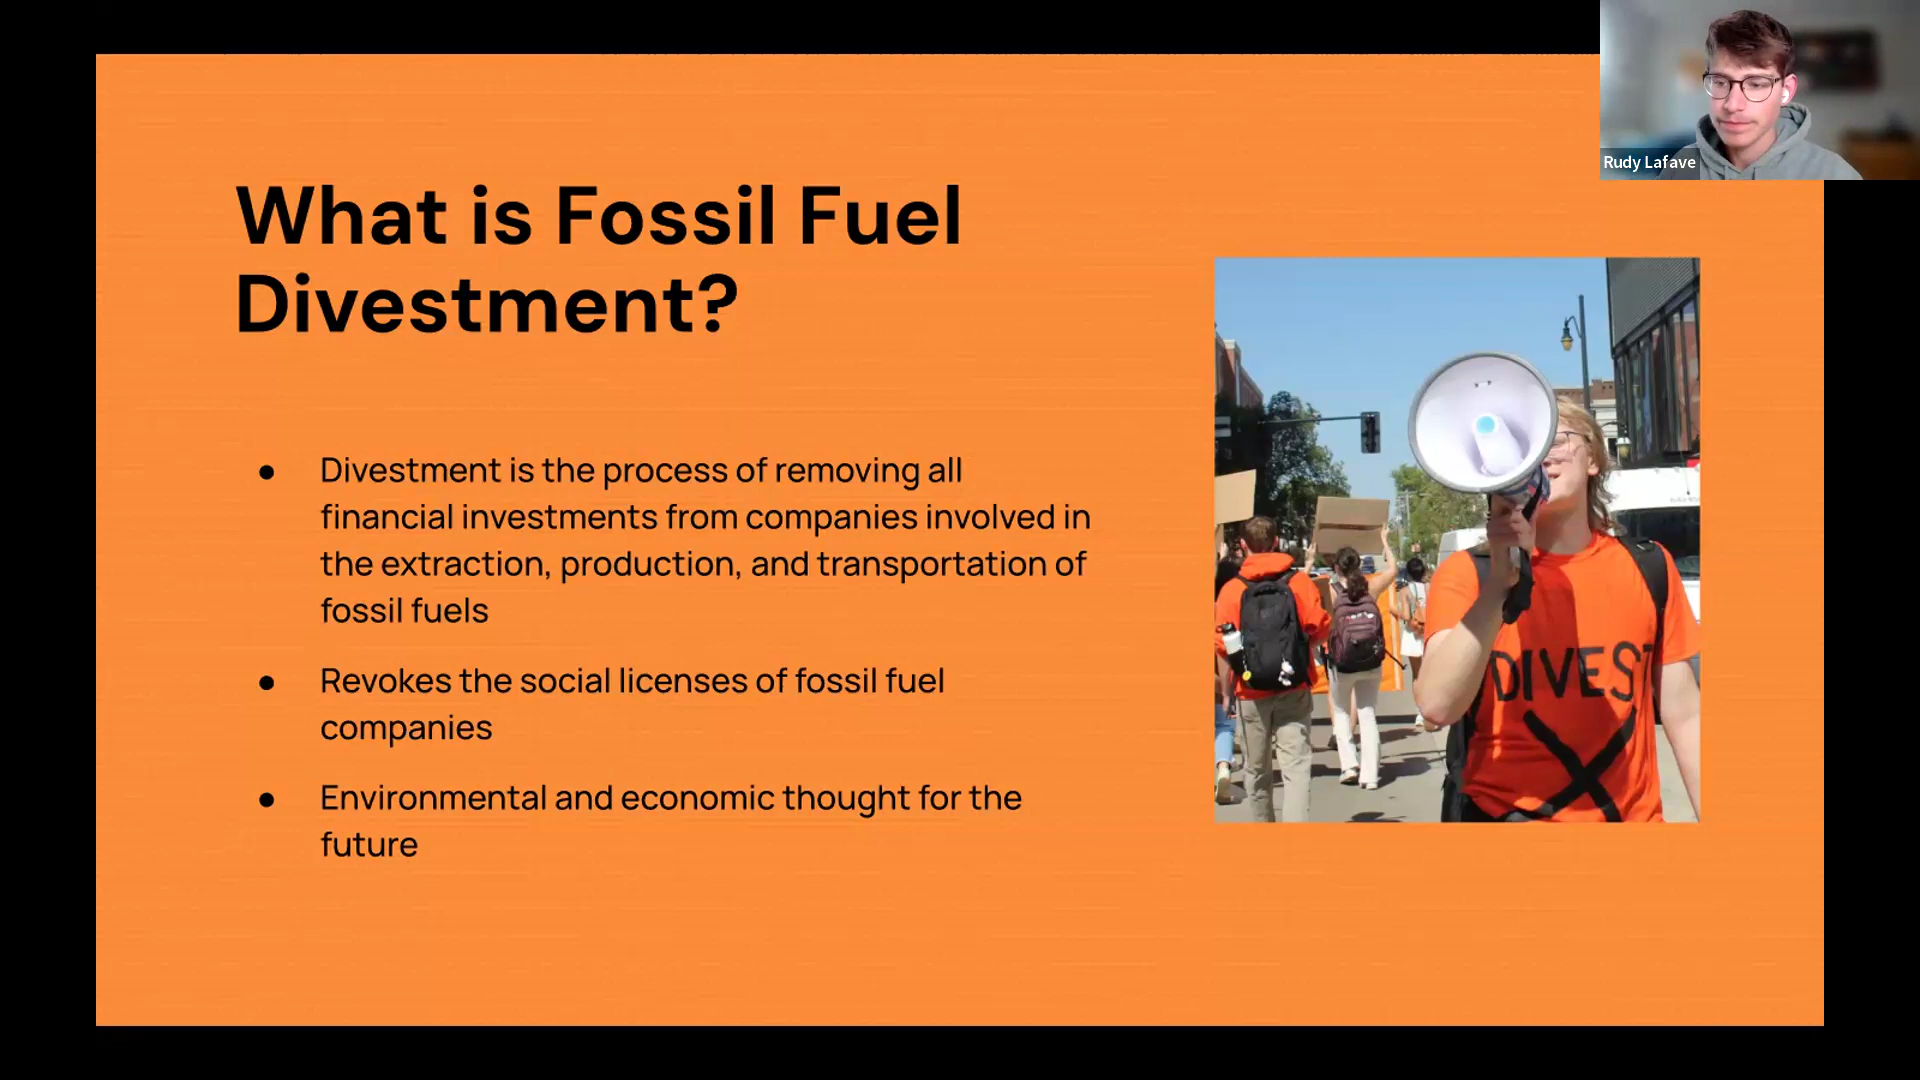 Rudy Lafave
What is Fossil Fuel
Divestment?
● Divestment is the process of removing all
financial investments from companies involved in
the extraction, production, and transportation of
fossil fuels
● Revokes the social licenses of fossil fuel
companies
● Environmental and economic thought for the
future
DIVEST